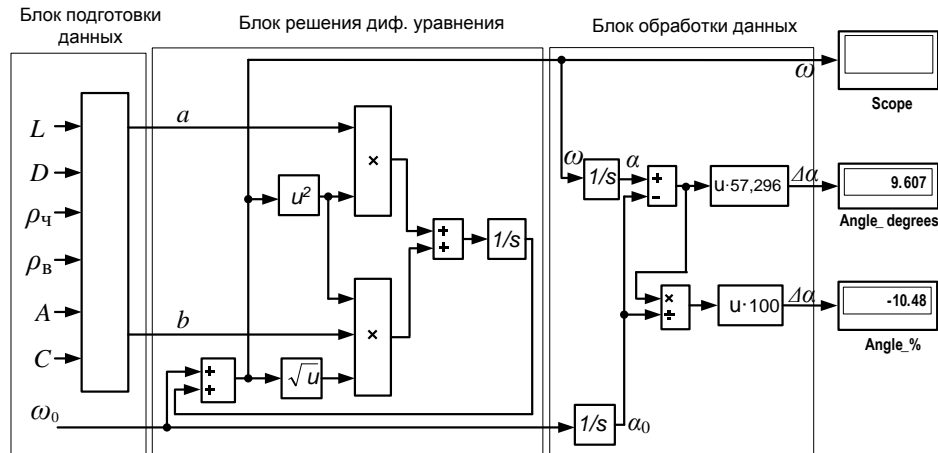 Блок подготовки
данных
Блок решения диф. уравнения
Блок обработки данных
L
D
ρч
ρв
A
C
ω₀
a
b
×
u²
×
+
+
1/s
+
+
√u
ω
ω
1/s
α
+
-
u·57,296
Δα
×
÷
u·100
Δα
1/s
α₀
Scope
9.607
Angle_degrees
-10.48
Angle_%